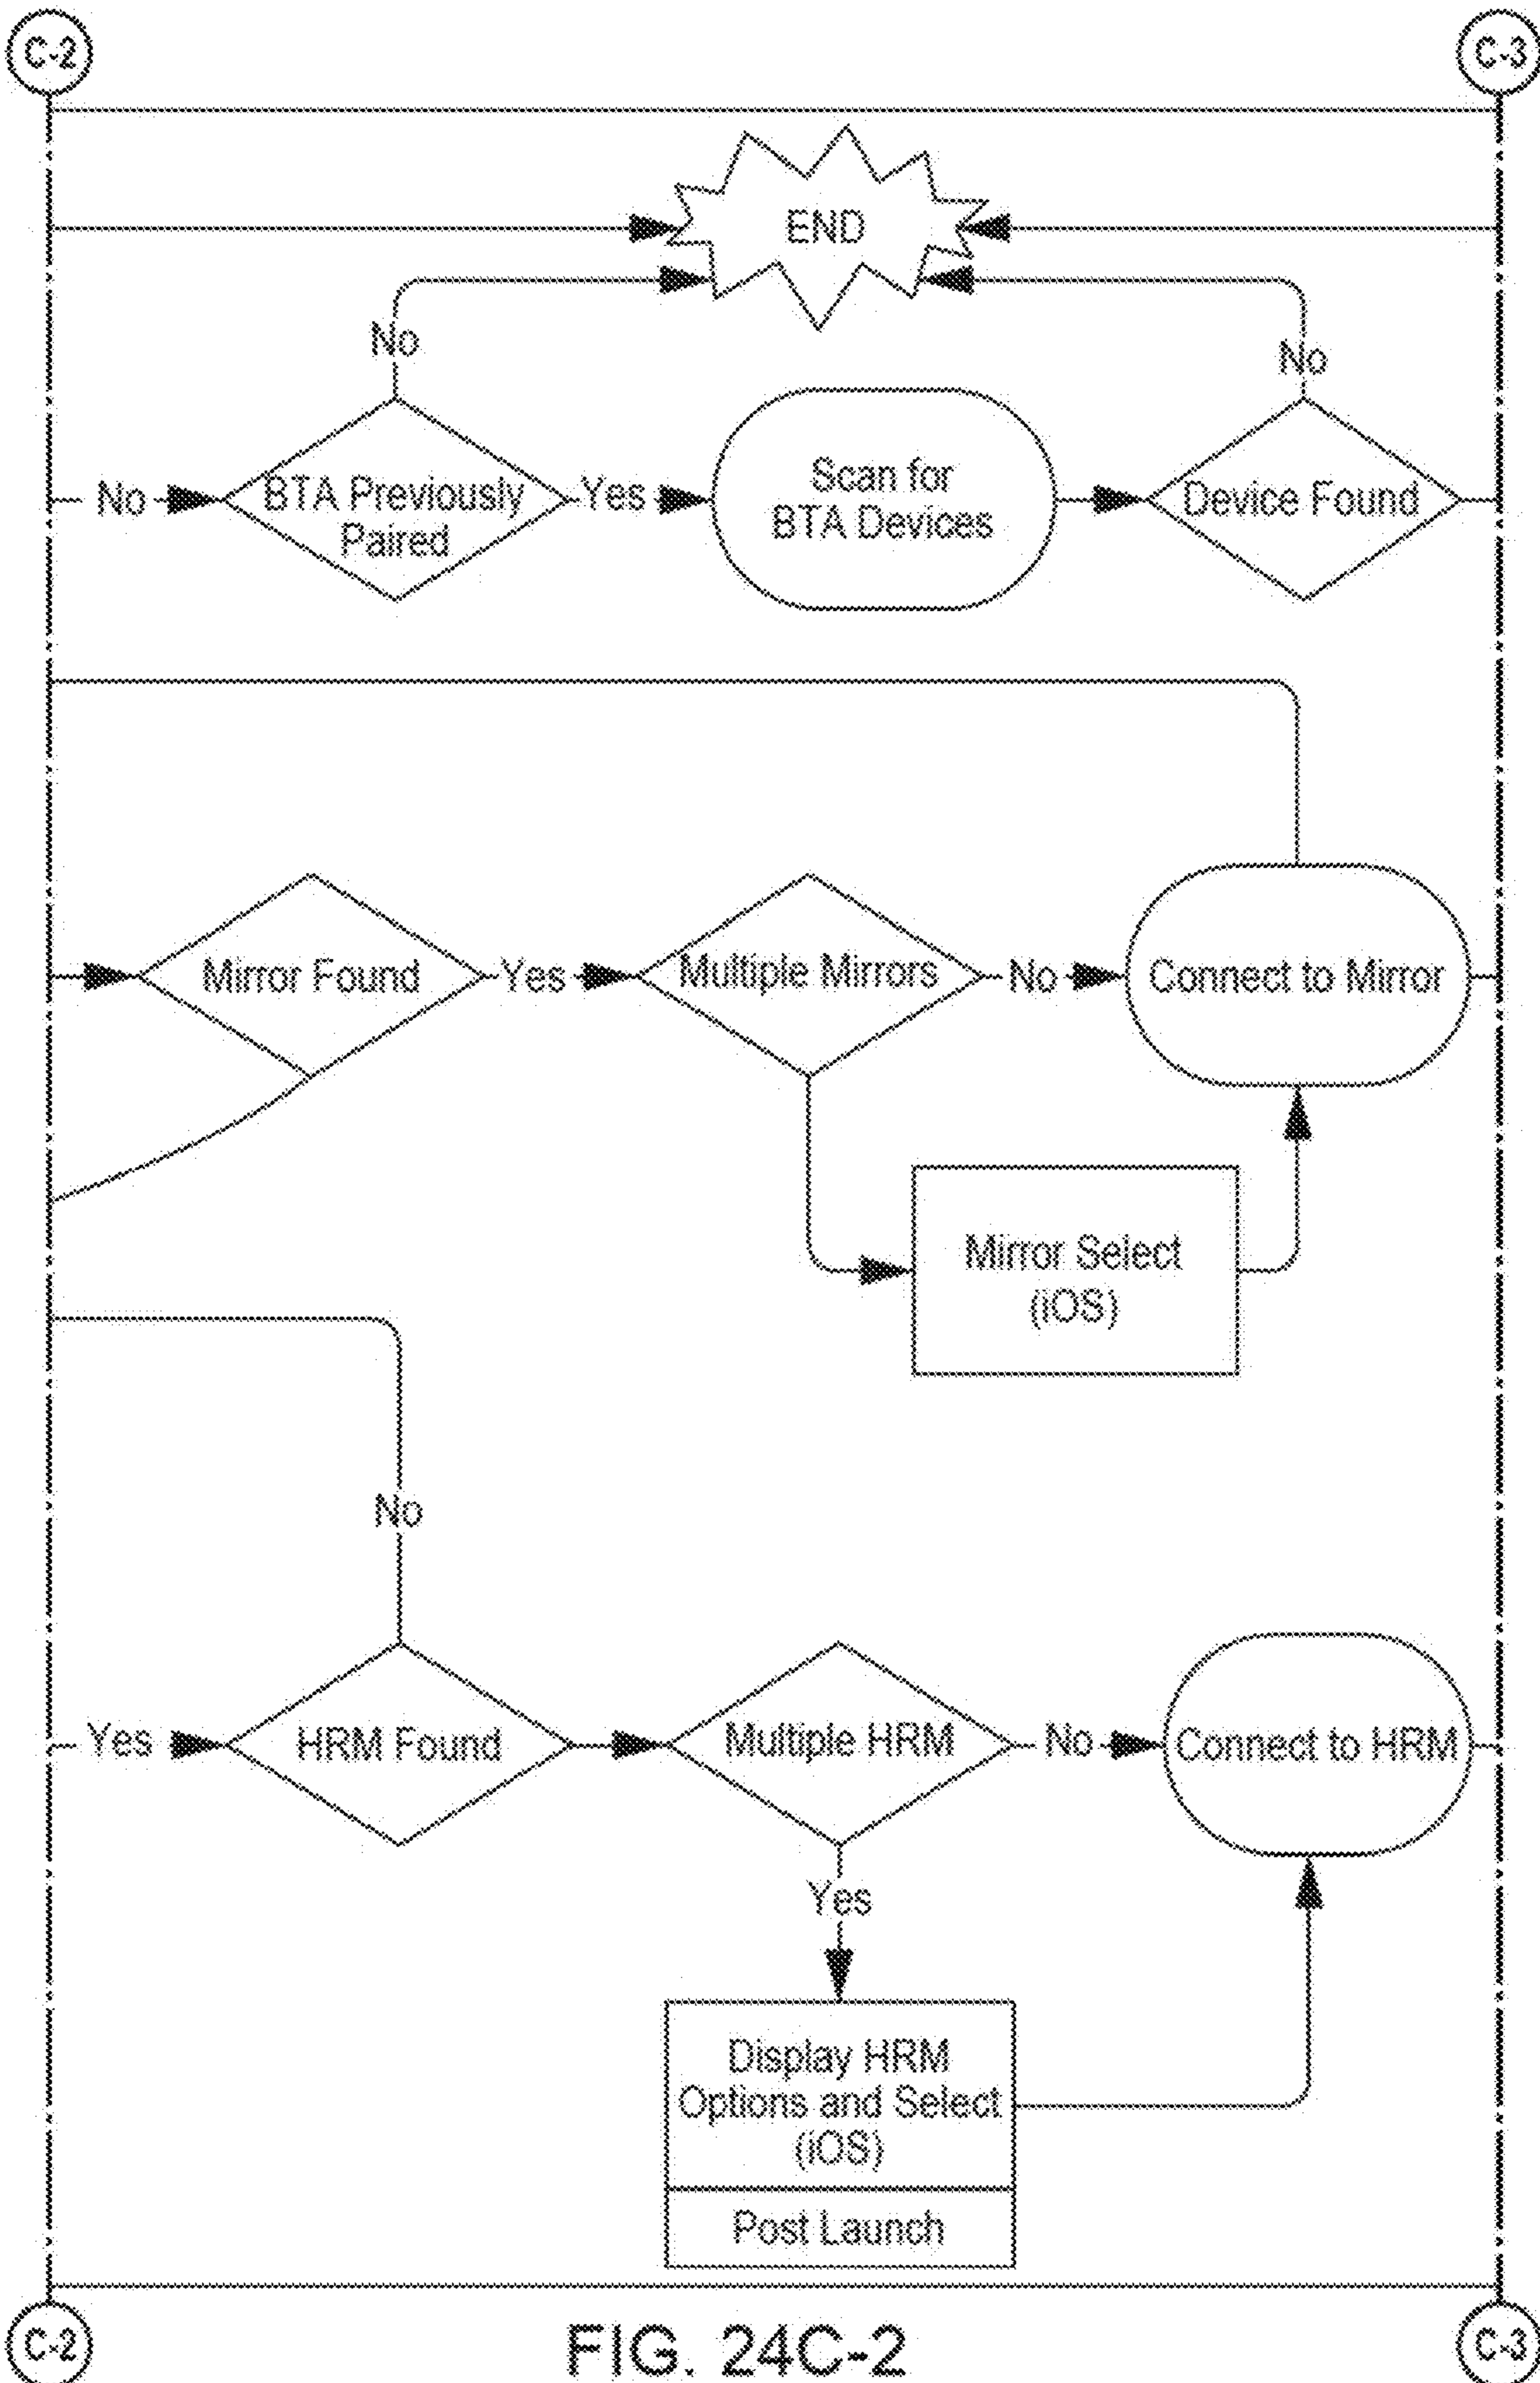 C-2
C-3
END
No
No
No
BTA Previously
Paired
Yes
Scan for
BTA Devices
Device Found
Mirror Found
Yes
Multiple Mirrors
No
Connect to Mirror
Mirror Select
(iOS)
No
Yes
HRM Found
Multiple HRM
No
Connect to HRM
Yes
Display HRM
Options and Select
(iOS)
Post Launch
C-2
FIG. 24C-2
C-3